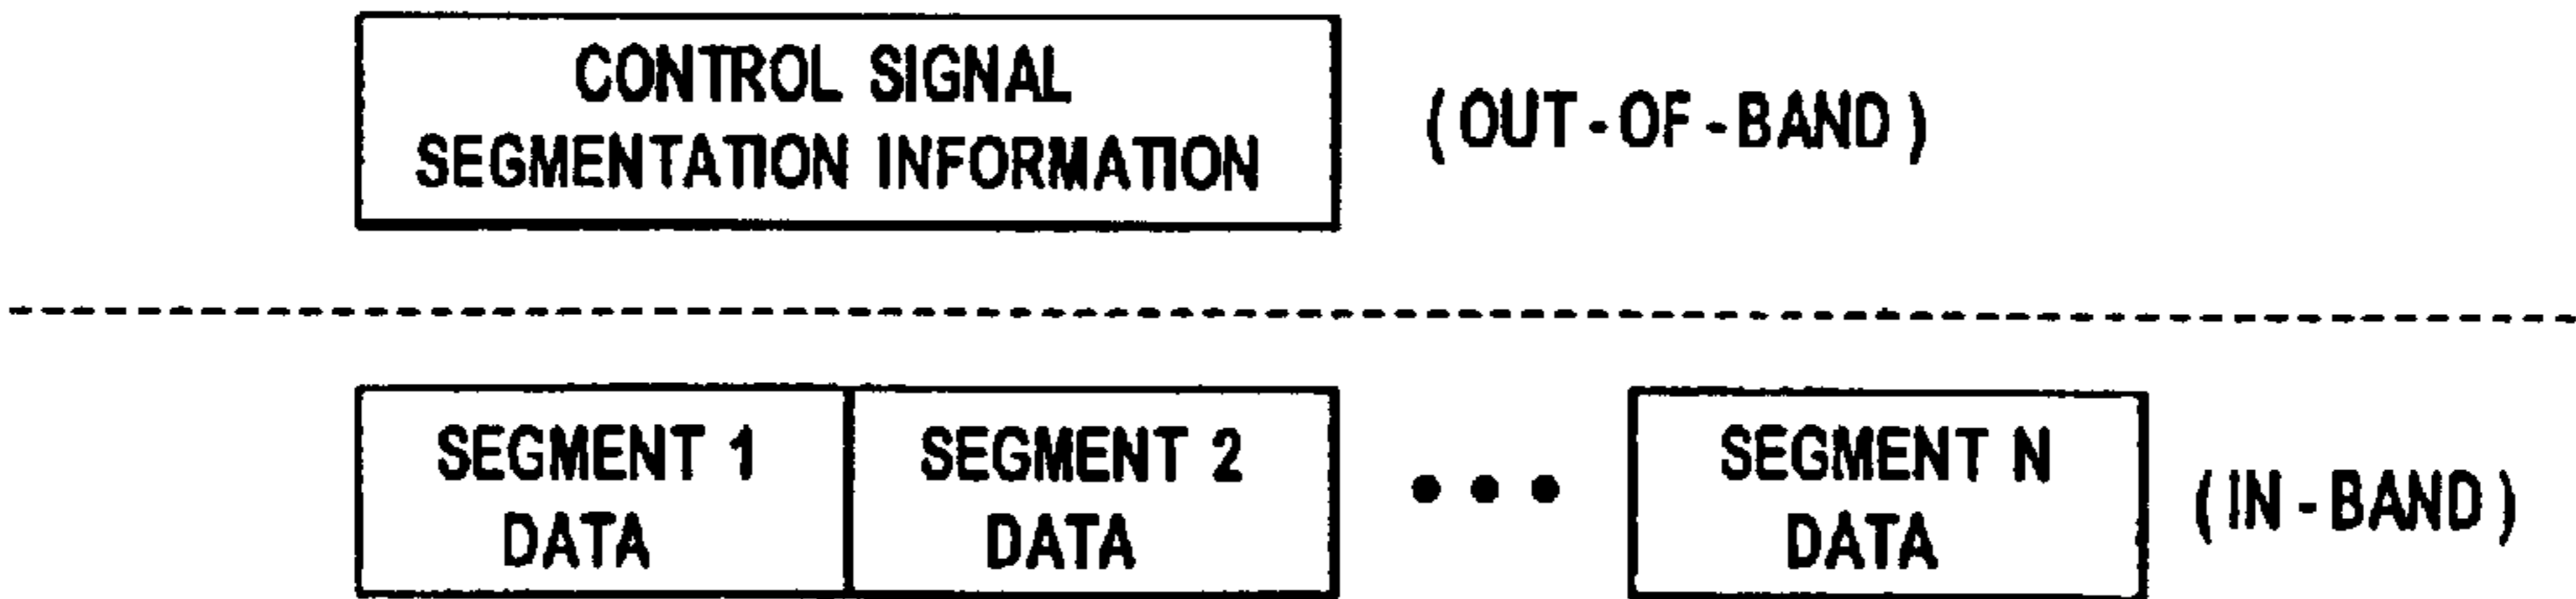 CONTROL SIGNAL
SEGMENTATION INFORMATION
(OUT-OF-BAND)
SEGMENT 1
DATA
SEGMENT 2
DATA
SEGMENT N
DATA
(IN-BAND)